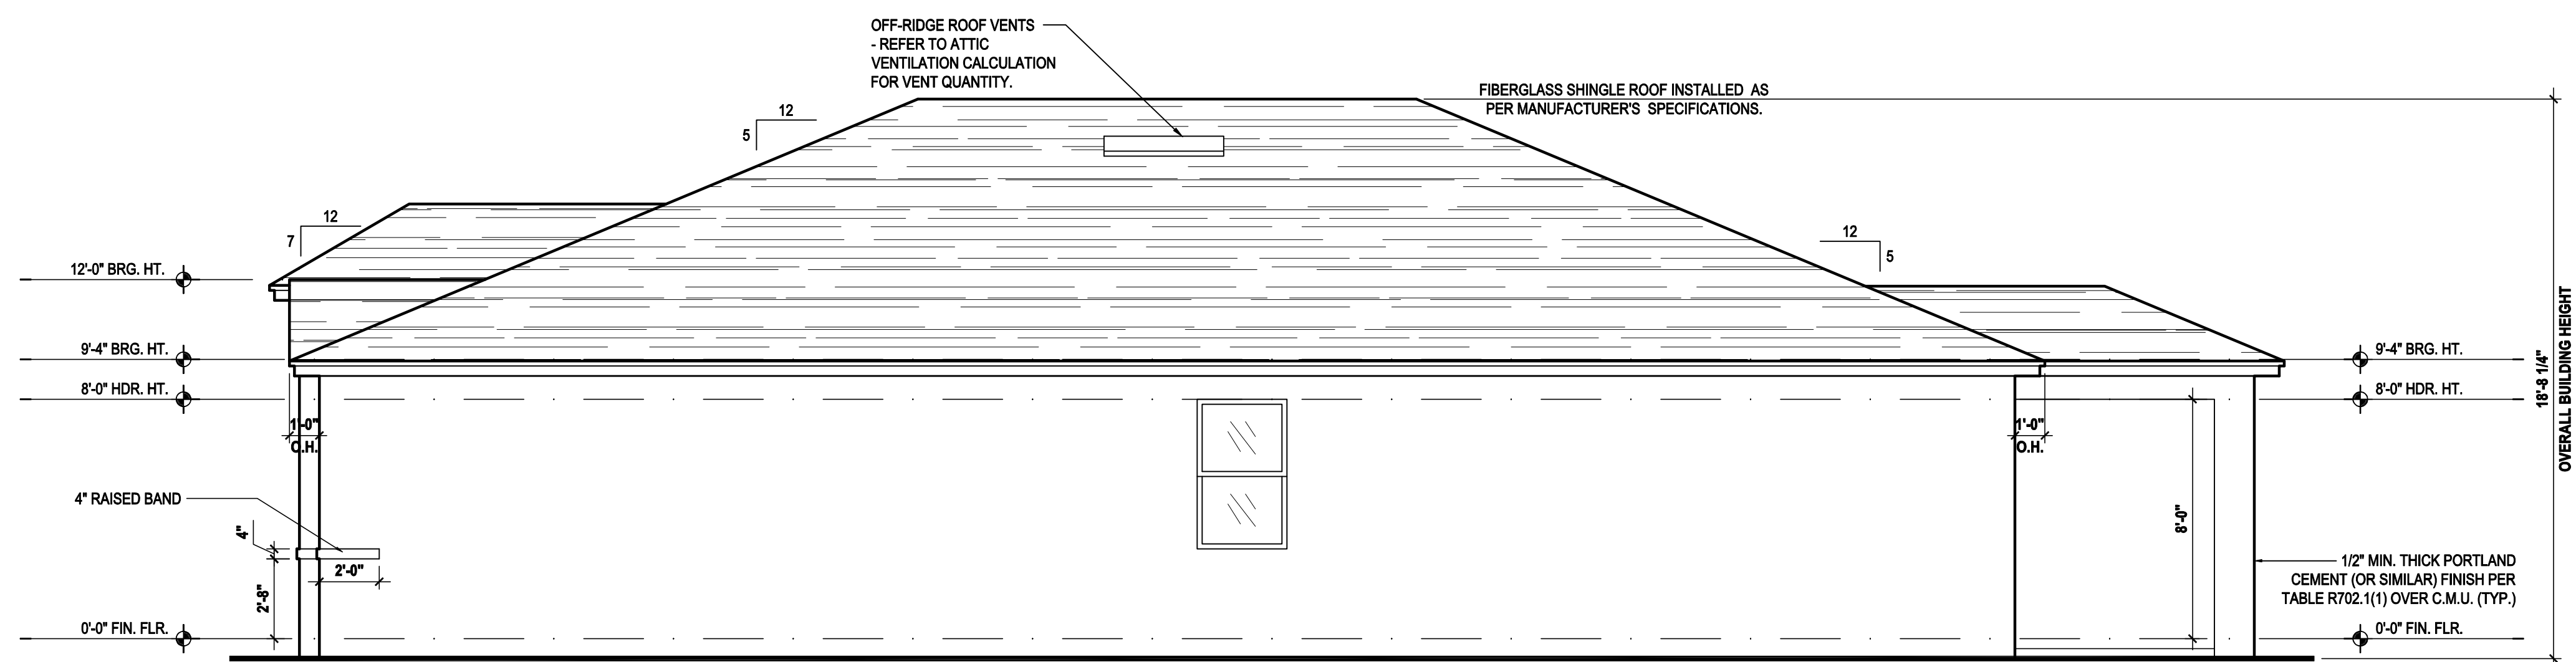 OFF-RIDGE ROOF VENTS
- REFER TO ATTIC
VENTILATION CALCULATION
FOR VENT QUANTITY.
FIBERGLASS SHINGLE ROOF INSTALLED AS
PER MANUFACTURER'S SPECIFICATIONS.
12
5
12
7
12
5
12'-0" BRG. HT.
9'-4" BRG. HT.
8'-0" HDR. HT.
1'-0"
O.H.
4" RAISED BAND
4"
2'-0"
2'-8"
0'-0" FIN. FLR.
9'-4" BRG. HT.
8'-0" HDR. HT.
1'-0"
O.H.
8'-0"
1/2" MIN. THICK PORTLAND
CEMENT (OR SIMILAR) FINISH PER
TABLE R702.1(1) OVER C.M.U. (TYP.)
0'-0" FIN. FLR.
18'-8 1/4"
OVERALL BUILDING HEIGHT